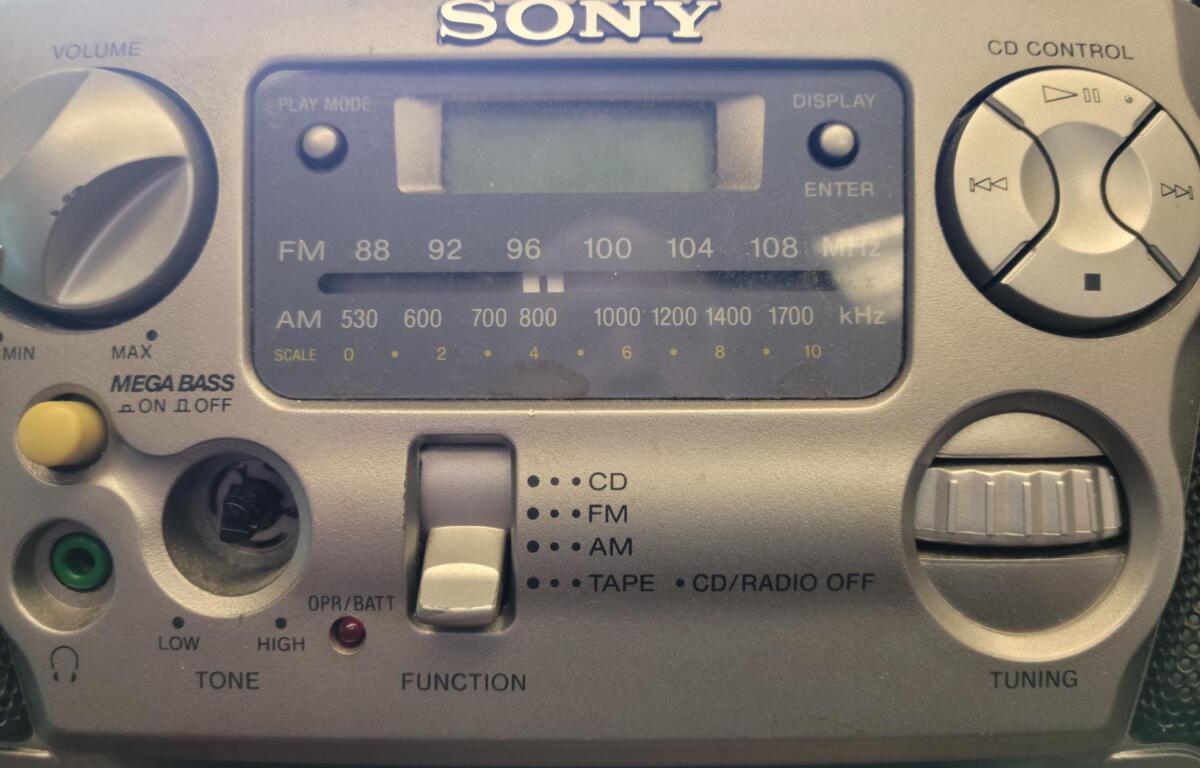 SONY
VOLUME
CD CONTROL
PLAY MODE
DISPLAY
ENTER
FM 88 92 96 100 104 108 MHz
AM 530 600 700 800 1000 1200 1400 1700 kHz
SCALE 0 • 2 • 4 • 6 • 8 • 10
MIN MAX
MEGA BASS
ON OFF
CD
FM
AM
TAPE • CD/RADIO OFF
OPR/BATT
LOW HIGH
TONE
FUNCTION
TUNING